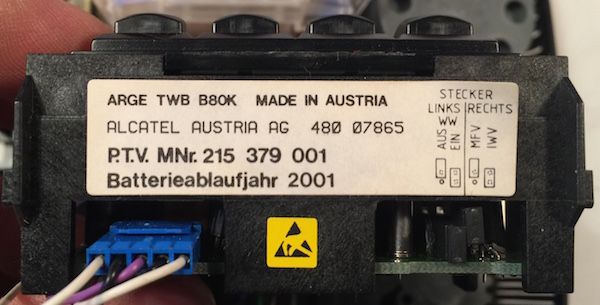 ARGE TWB B80K MADE IN AUSTRIA
ALCATEL AUSTRIA AG 480 07865
P.T.V. MNr. 215 379 001
Batterieablaufjahr 2001
STECKER
LINKS RECHTS
WW
AUS EIN MFV IWV